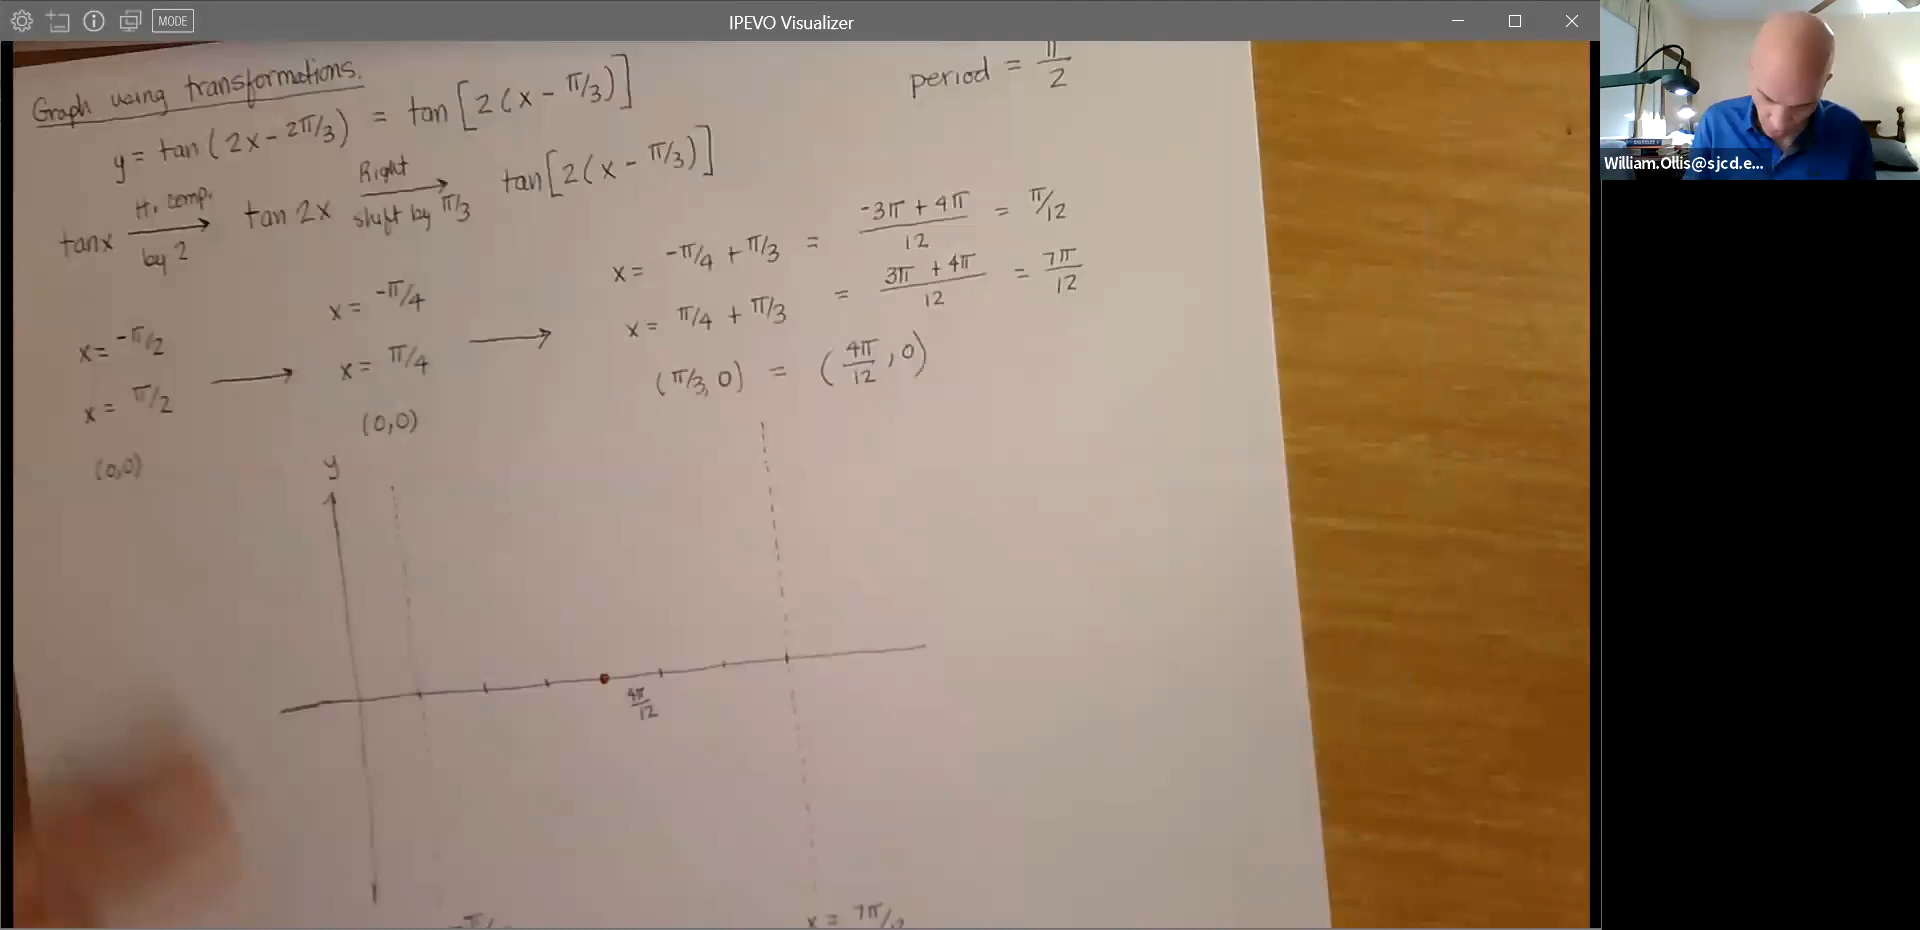 MODE
IPEVO Visualizer
William.Ollis@sjcd.e...
Graph using transformations.
y = tan(2x - 2π/3) = tan[2(x - π/3)]
period = π/2
tanx
H. comp.
by 2
tan 2x
Right
shift by π/3
tan[2(x - π/3)]
x = -π/2
x = π/2
(0,0)
x = -π/4
x = π/4
(0,0)
x = -π/4 + π/3 = (-3π + 4π)/12 = π/12
x = π/4 + π/3 = (3π + 4π)/12 = 7π/12
(π/3, 0) = (4π/12, 0)
y
4π/12
x = 7π/